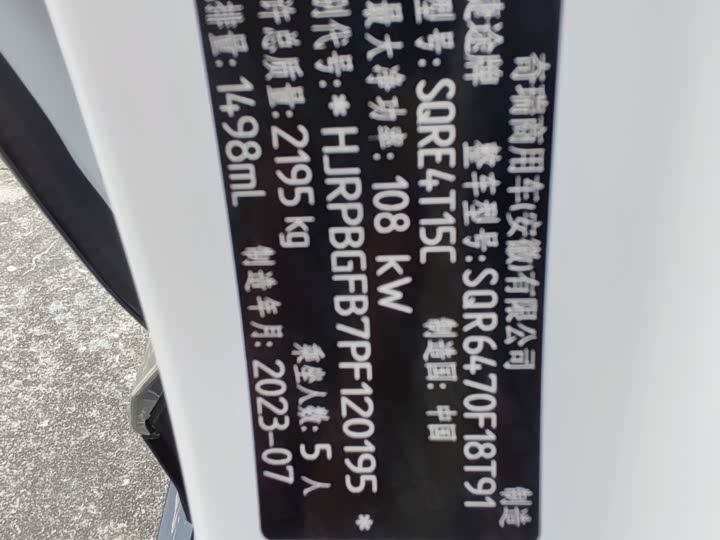 奇瑞商用车(安徽)有限公司 制造
捷途牌 整车型号:SQR6470F18T91
型号:SQRE4T15C 制造国:中国
最大净功率:108 kW
别代号:*HJRPBGFB7PF120195*
许总质量:2195 kg 乘坐人数:5人
排量:1498mL 制造年月:2023-07